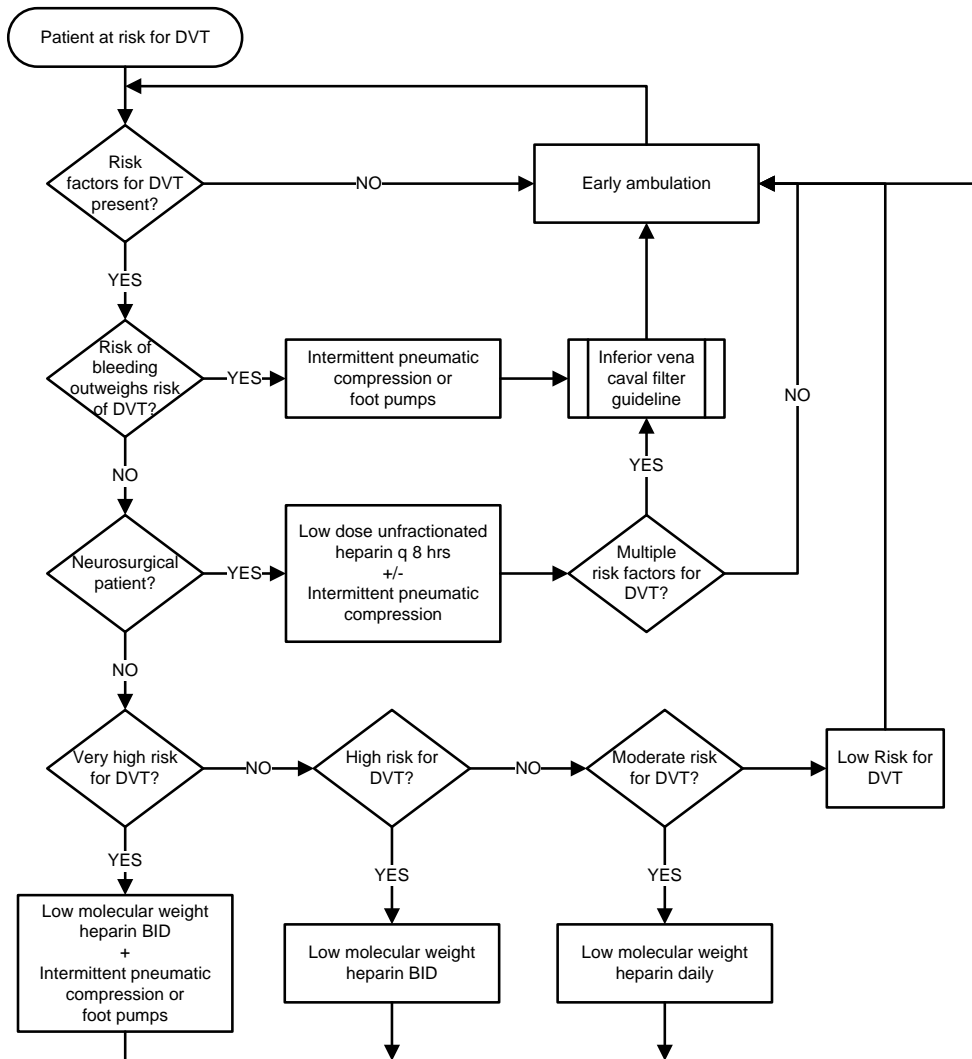 Patient at risk for DVT
Risk
factors for DVT
present?
NO
Early ambulation
YES
Risk of
bleeding
outweighs risk
of DVT?
YES
Intermittent pneumatic
compression or
foot pumps
Inferior vena
caval filter
guideline
NO
NO
YES
Neurosurgical
patient?
YES
Low dose unfractionated
heparin q 8 hrs
+/-
Intermittent pneumatic
compression
Multiple
risk factors for
DVT?
NO
Very high risk
for DVT?
NO
High risk for
DVT?
NO
Moderate risk
for DVT?
Low Risk for
DVT
YES
YES
YES
Low molecular weight
heparin BID
+
Intermittent pneumatic
compression or
foot pumps
Low molecular weight
heparin BID
Low molecular weight
heparin daily